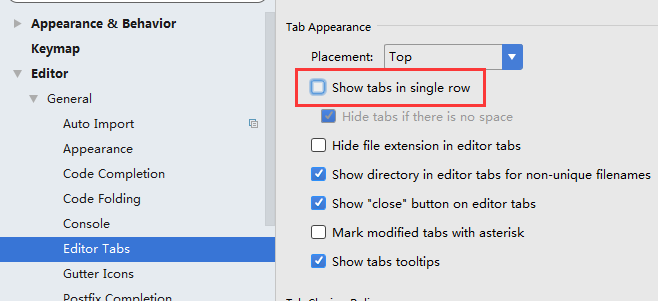 Appearance & Behavior
Keymap
Editor
General
Auto Import
Appearance
Code Completion
Code Folding
Console
Editor Tabs
Gutter Icons
Postfix Completion
Tab Appearance
Placement: Top
Show tabs in single row
Hide tabs if there is no space
Hide file extension in editor tabs
Show directory in editor tabs for non-unique filenames
Show "close" button on editor tabs
Mark modified tabs with asterisk
Show tabs tooltips
Tab Closing Policy